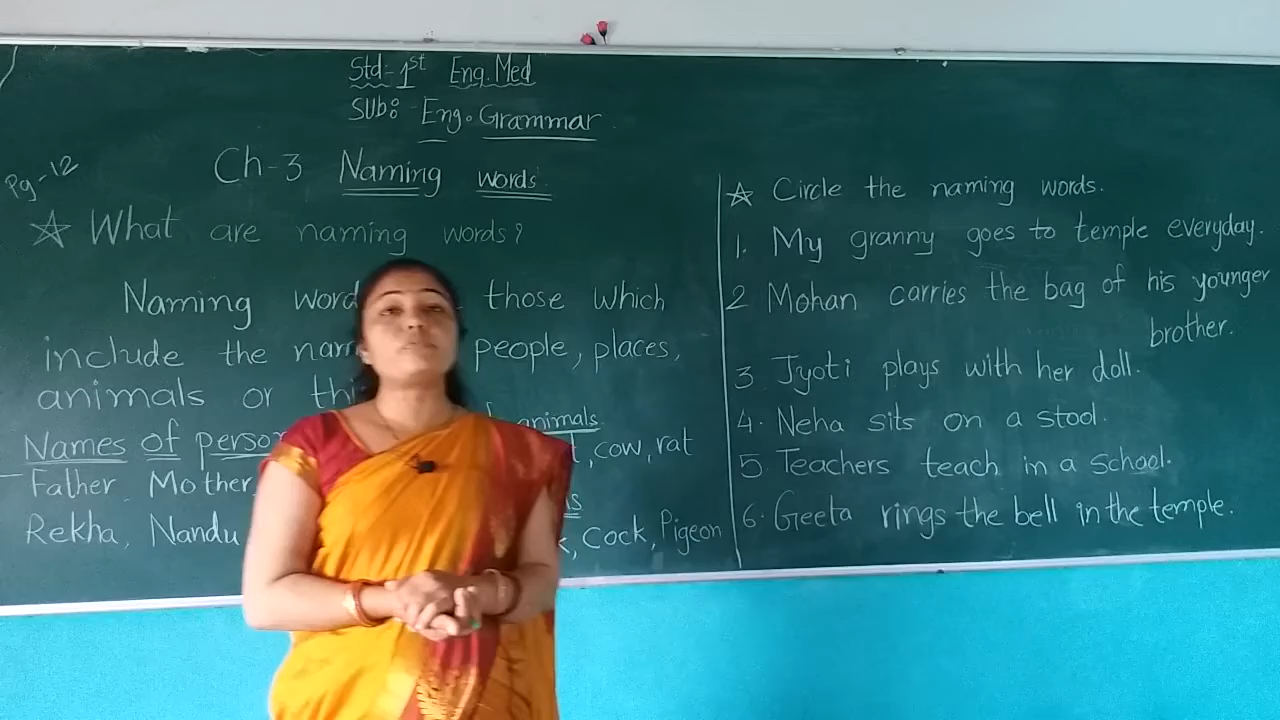 Std-1st Eng.Med
Sub: Eng. Grammar
Pg-12
Ch-3 Naming words.
☆ What are naming words?
Naming word those which
include the nam people, places,
animals or thi
Names of person
Father, Mother,
Rekha, Nandu
animals
, cow, rat
, Cock, Pigeon
☆ Circle the naming words.
1. My granny goes to temple everyday.
2 Mohan carries the bag of his younger
brother.
3 Jyoti plays with her doll.
4. Neha sits on a stool.
5 Teachers teach in a school.
6. Geeta rings the bell in the temple.